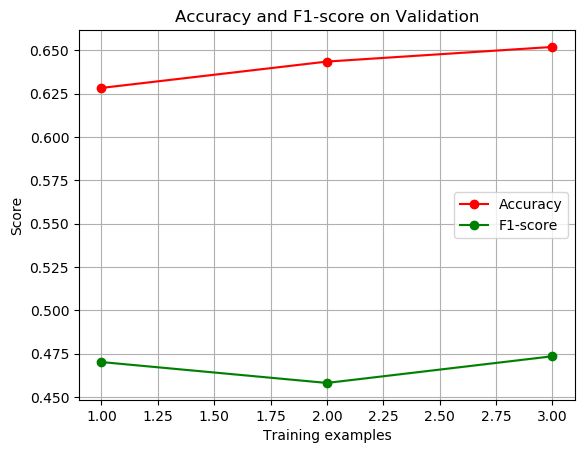 Accuracy and F1-score on Validation
0.650
0.625
0.600
0.575
0.550
0.525
0.500
0.475
0.450
Score
Accuracy
F1-score
1.00 1.25 1.50 1.75 2.00 2.25 2.50 2.75 3.00
Training examples